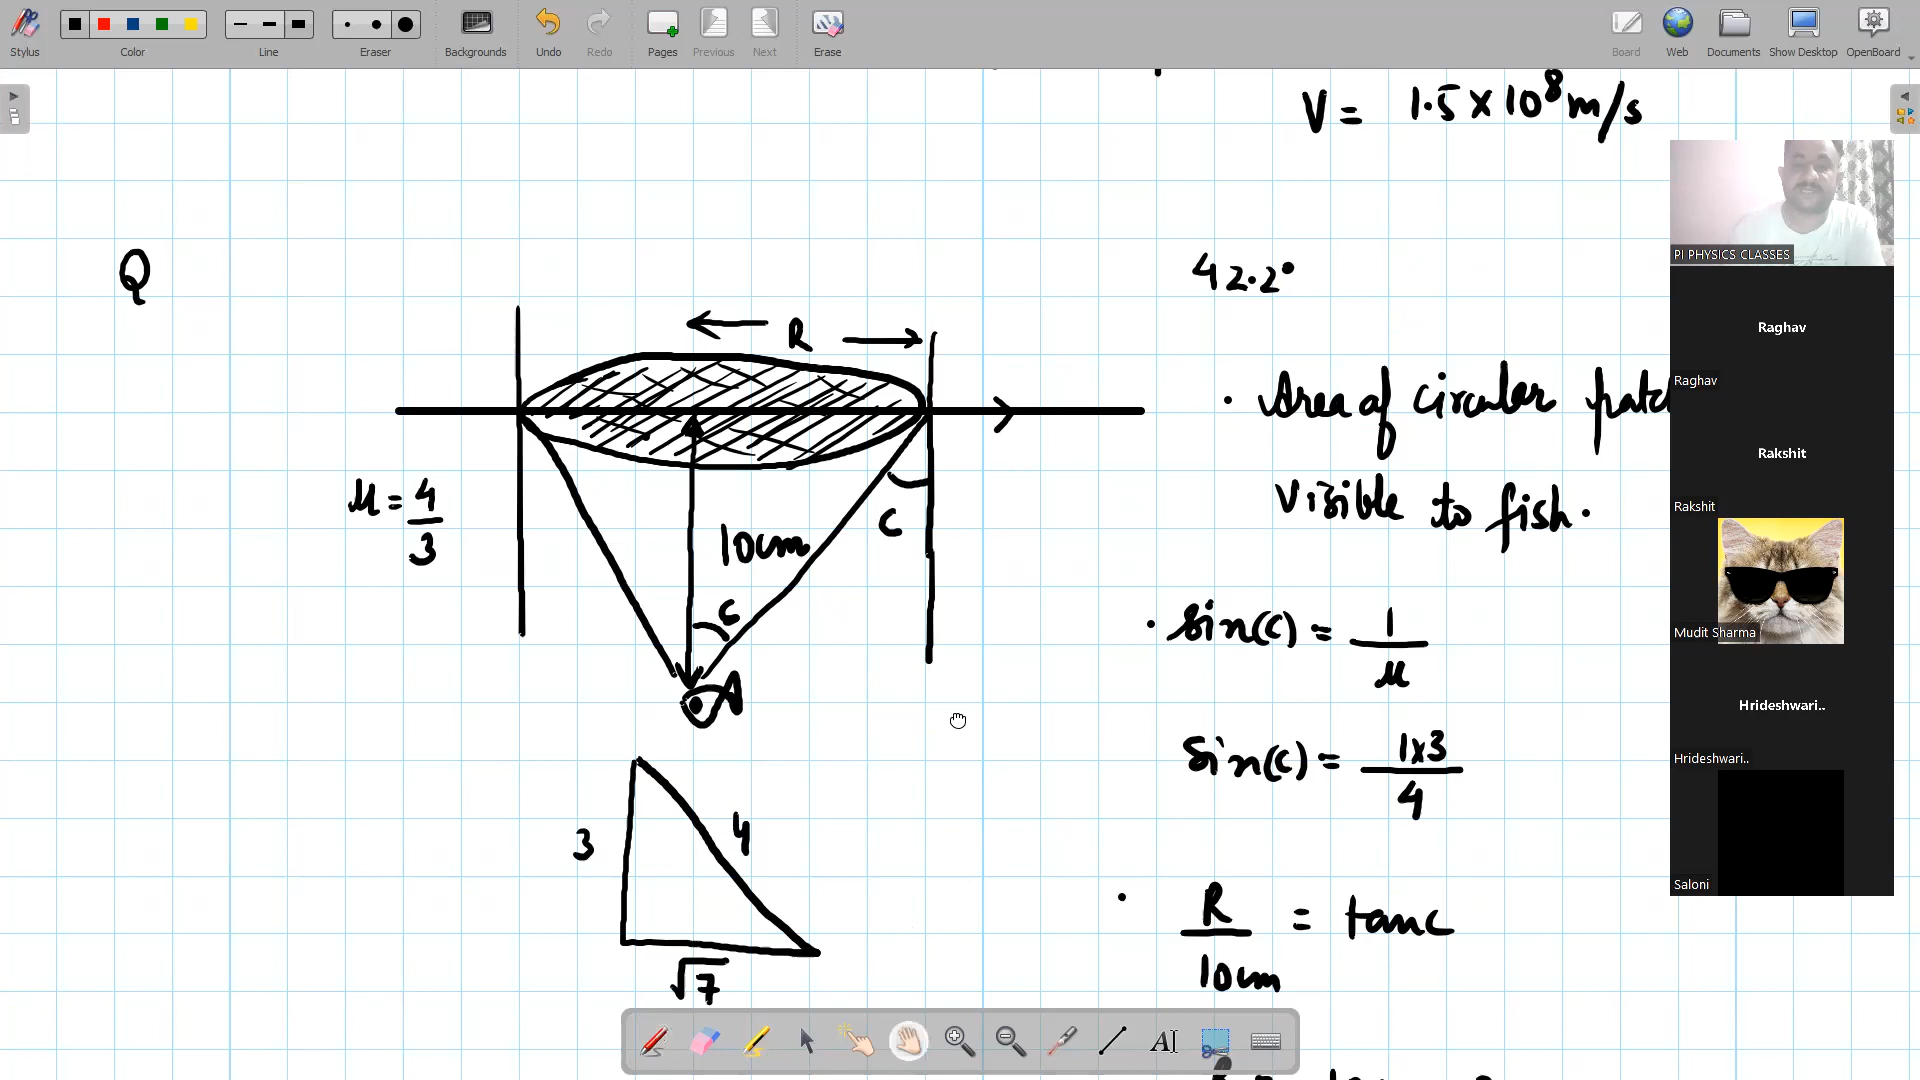 Stylus
Color
Line
Eraser
Backgrounds
Undo
Redo
Pages
Previous
Next
Erase
Board
Web
Documents
Show Desktop
OpenBoard
V = 1.5 x 10⁸ m/s
Q
42.2°
R
• Area of circular patc
visible to fish.
μ = 4/3
10cm
C
C
• Sin(c) = 1/μ
Sin(c) = 1x3/4
3
4
√7
• R/10cm = tanc
PI PHYSICS CLASSES
Raghav
Raghav
Rakshit
Rakshit
Mudit Sharma
Hrideshwari..
Hrideshwari..
Saloni